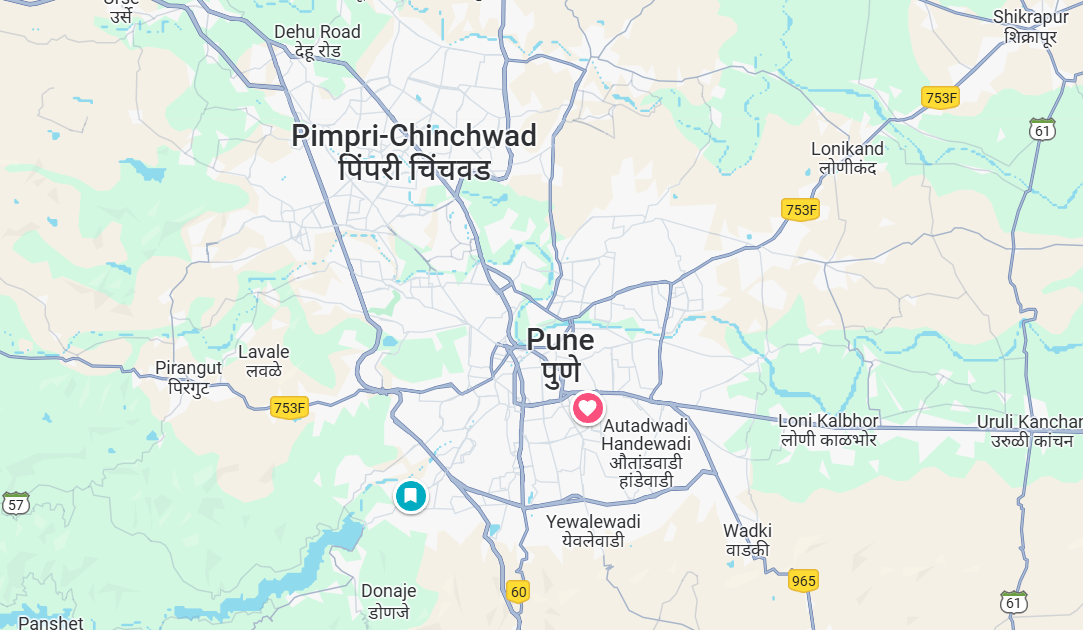 Urse
उर्से
Dehu Road
देहू रोड
Shikrapur
शिक्रापूर
753F
61
Pimpri-Chinchwad
पिंपरी चिंचवड
Lonikand
लोणीकंद
753F
Pune
पुणे
Lavale
लवळे
Pirangut
पिरंगुट
753F
Autadwadi
Handewadi
औतांडवाडी
हांडेवाडी
Loni Kalbhor
लोणी काळभोर
Uruli Kanchan
उरुळी कांचन
57
Yewalewadi
येवलेवाडी
Wadki
वाडकी
965
60
61
Donaje
डोणजे
Panshet